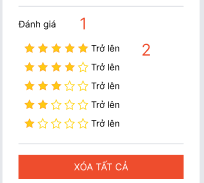 Đánh giá 1
Trở lên 2
Trở lên
Trở lên
Trở lên
Trở lên
XÓA TẤT CẢ